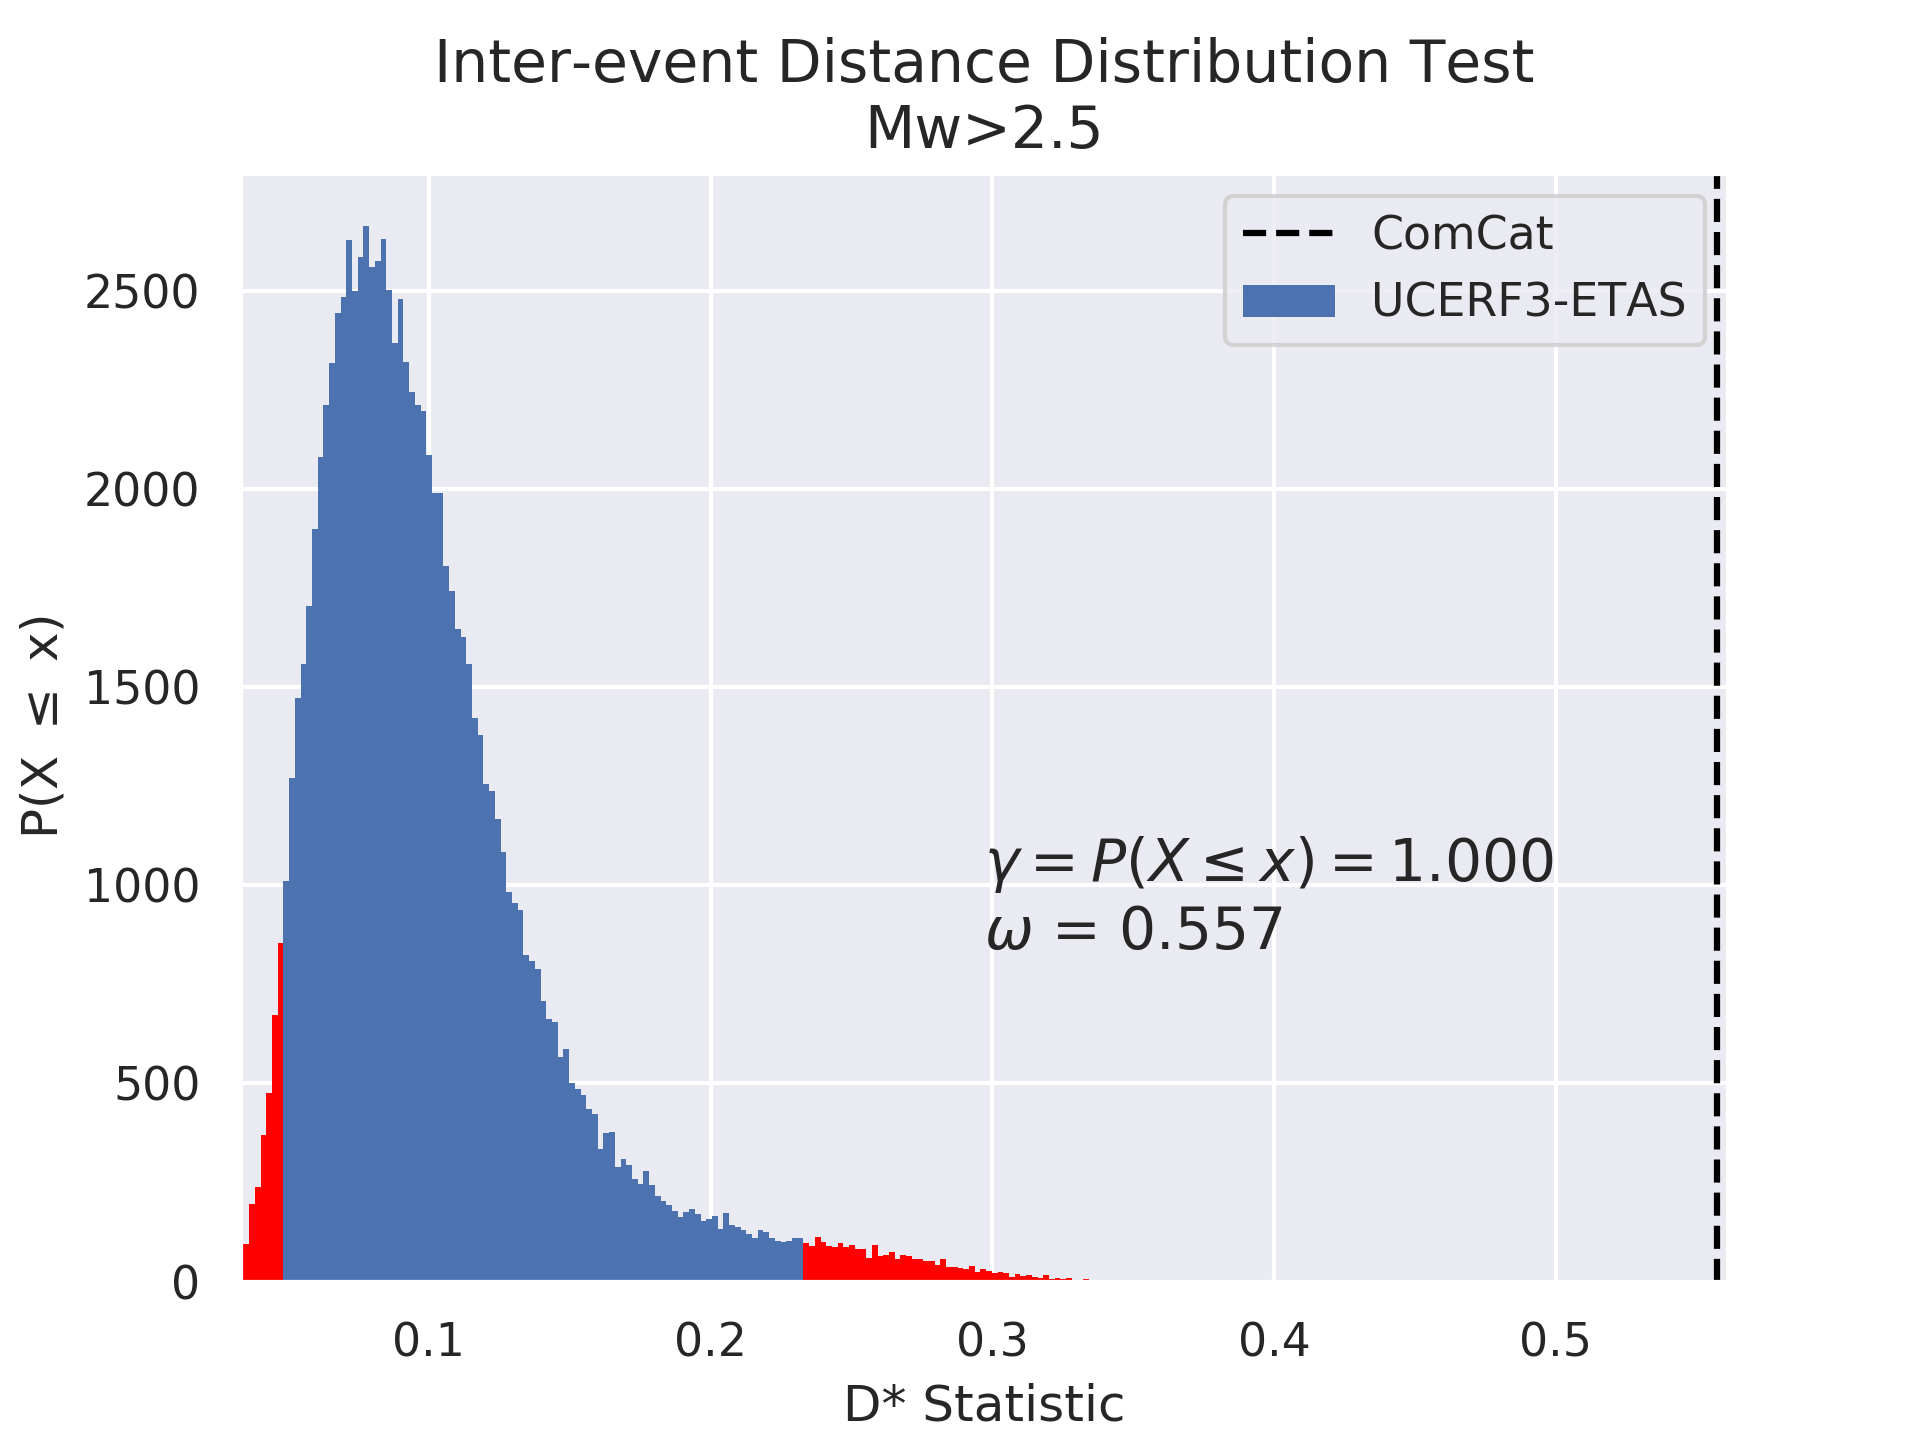 Inter-event Distance Distribution Test
Mw>2.5
ComCat
UCERF3-ETAS
P(X ≤ x)
2500
2000
1500
1000
500
0
γ = P(X ≤ x) = 1.000
ω = 0.557
0.1 0.2 0.3 0.4 0.5
D* Statistic